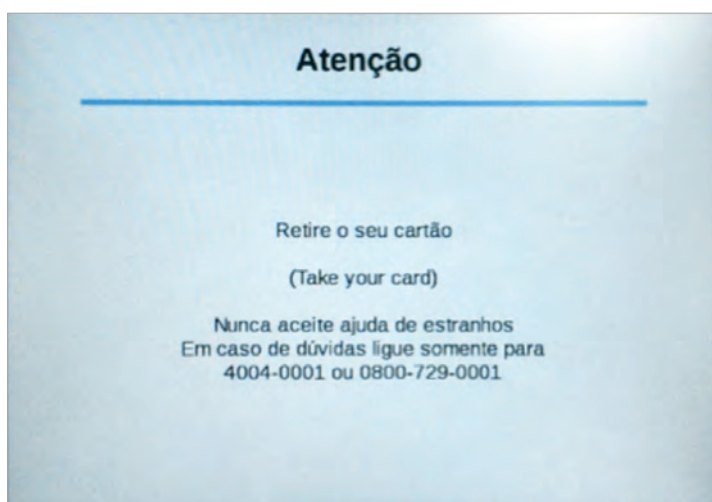 Atenção
Retire o seu cartão
(Take your card)
Nunca aceite ajuda de estranhos
Em caso de dúvidas ligue somente para
4004-0001 ou 0800-729-0001